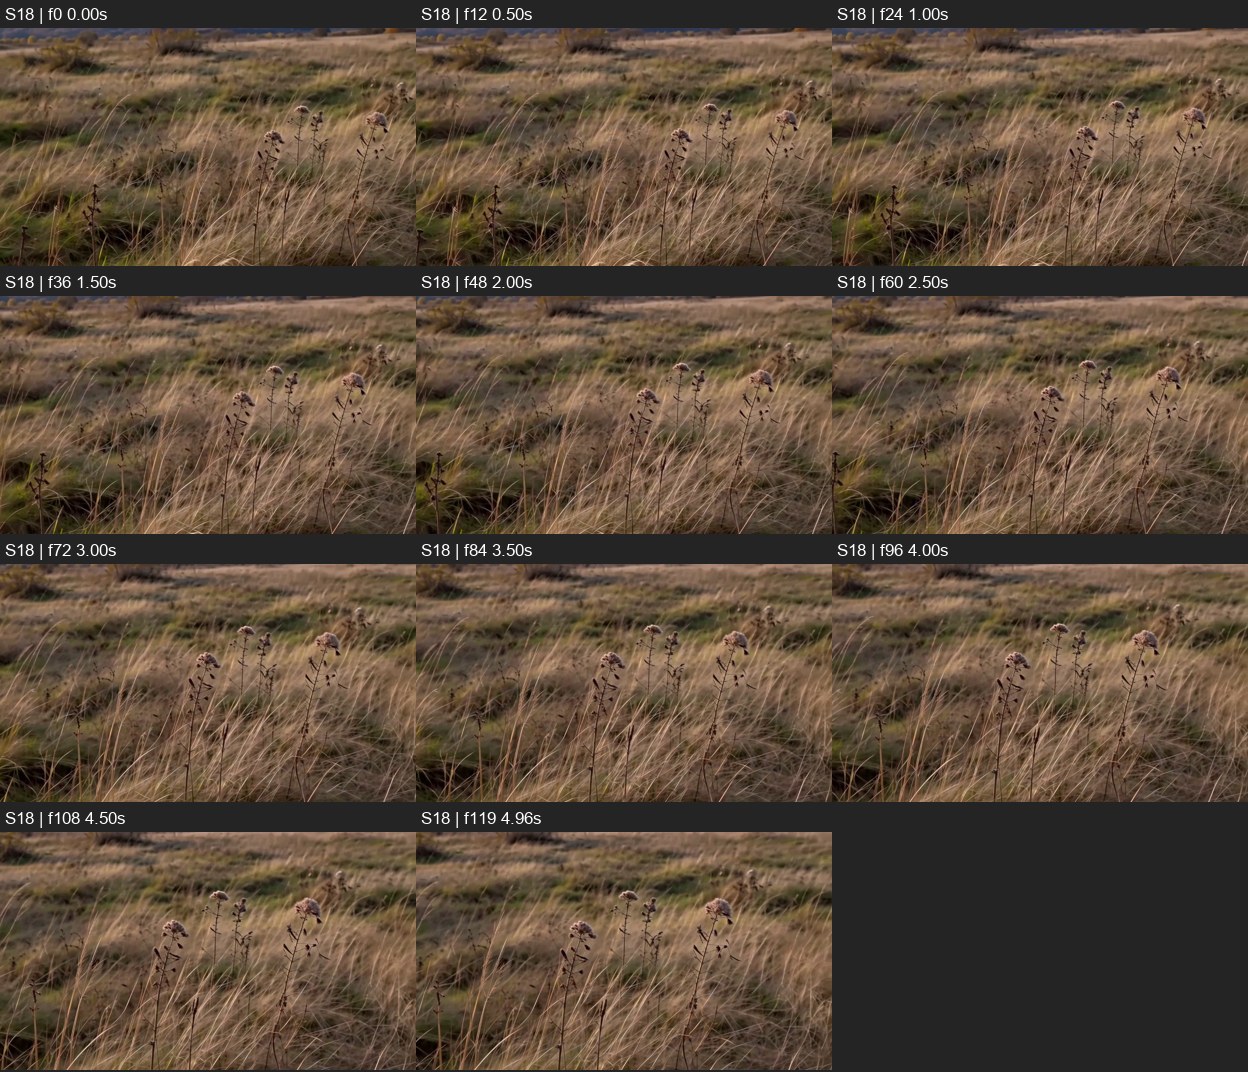 S18 | f0 0.00s
S18 | f12 0.50s
S18 | f24 1.00s
S18 | f36 1.50s
S18 | f48 2.00s
S18 | f60 2.50s
S18 | f72 3.00s
S18 | f84 3.50s
S18 | f96 4.00s
S18 | f108 4.50s
S18 | f119 4.96s